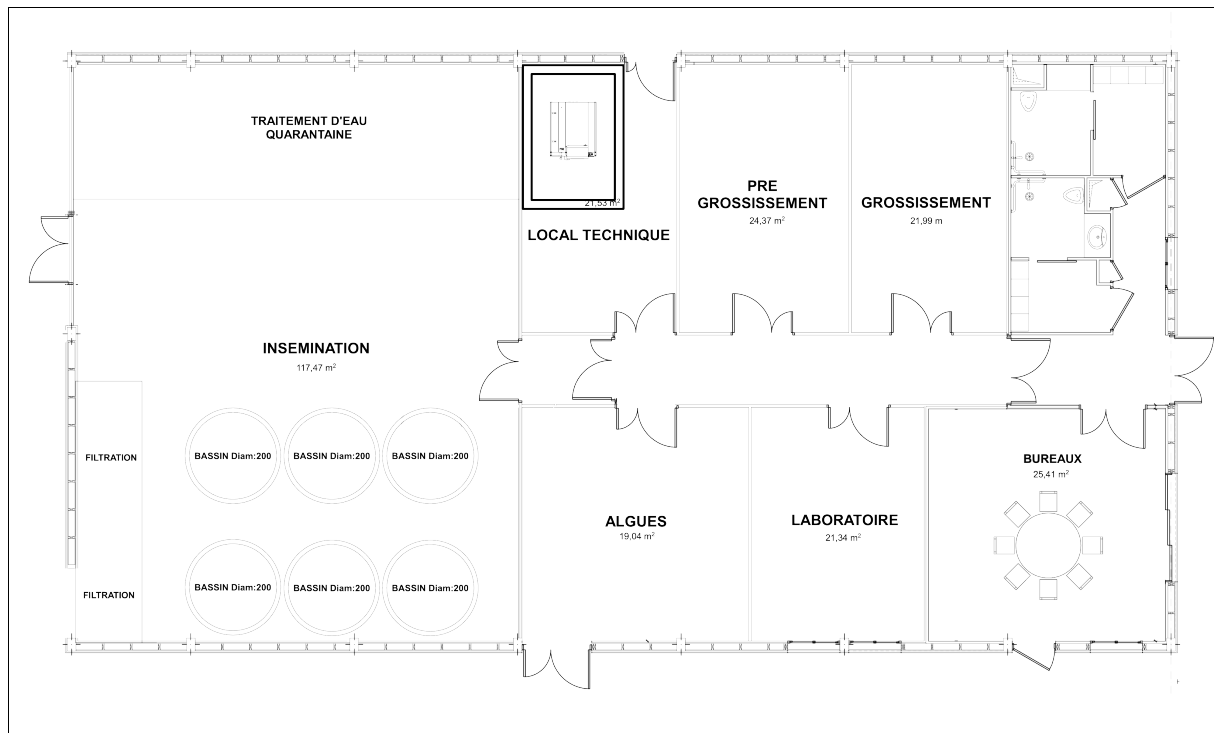 TRAITEMENT D'EAU
QUARANTAINE
21,53 m²
LOCAL TECHNIQUE
PRE
GROSSISSEMENT
24,37 m²
GROSSISSEMENT
21,99 m
INSEMINATION
117,47 m²
FILTRATION
BASSIN Diam:200
BASSIN Diam:200
BASSIN Diam:200
FILTRATION
BASSIN Diam:200
BASSIN Diam:200
BASSIN Diam:200
ALGUES
19,04 m²
LABORATOIRE
21,34 m²
BUREAUX
25,41 m²